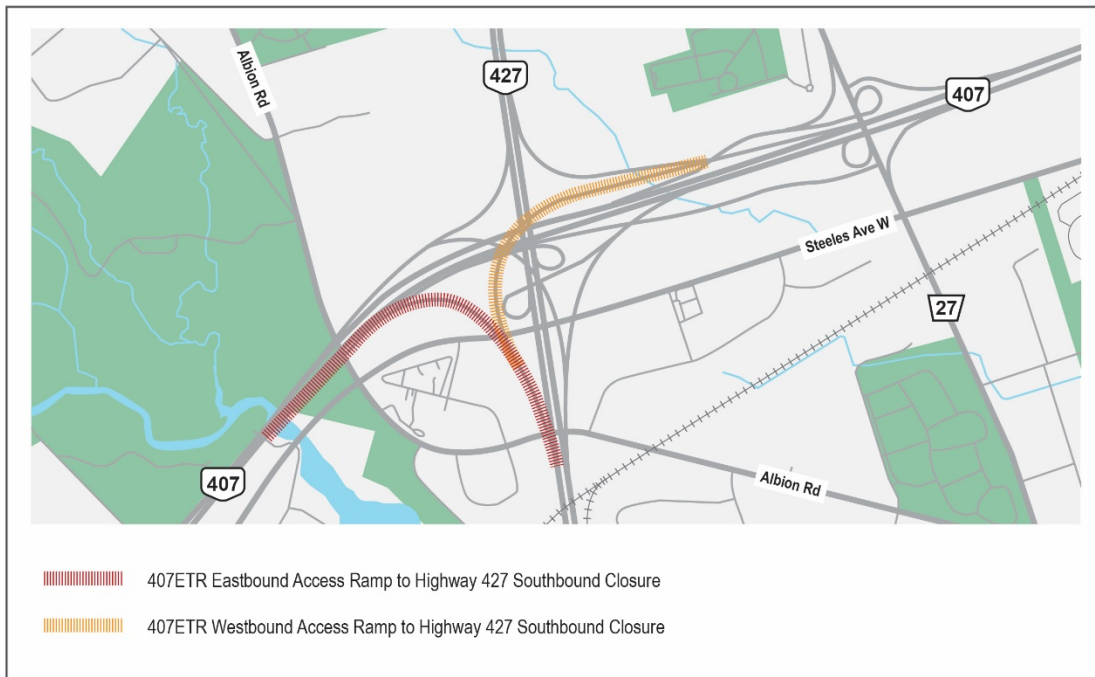 Albion Rd
427
407
Steeles Ave W
27
407
Albion Rd
407ETR Eastbound Access Ramp to Highway 427 Southbound Closure
407ETR Westbound Access Ramp to Highway 427 Southbound Closure